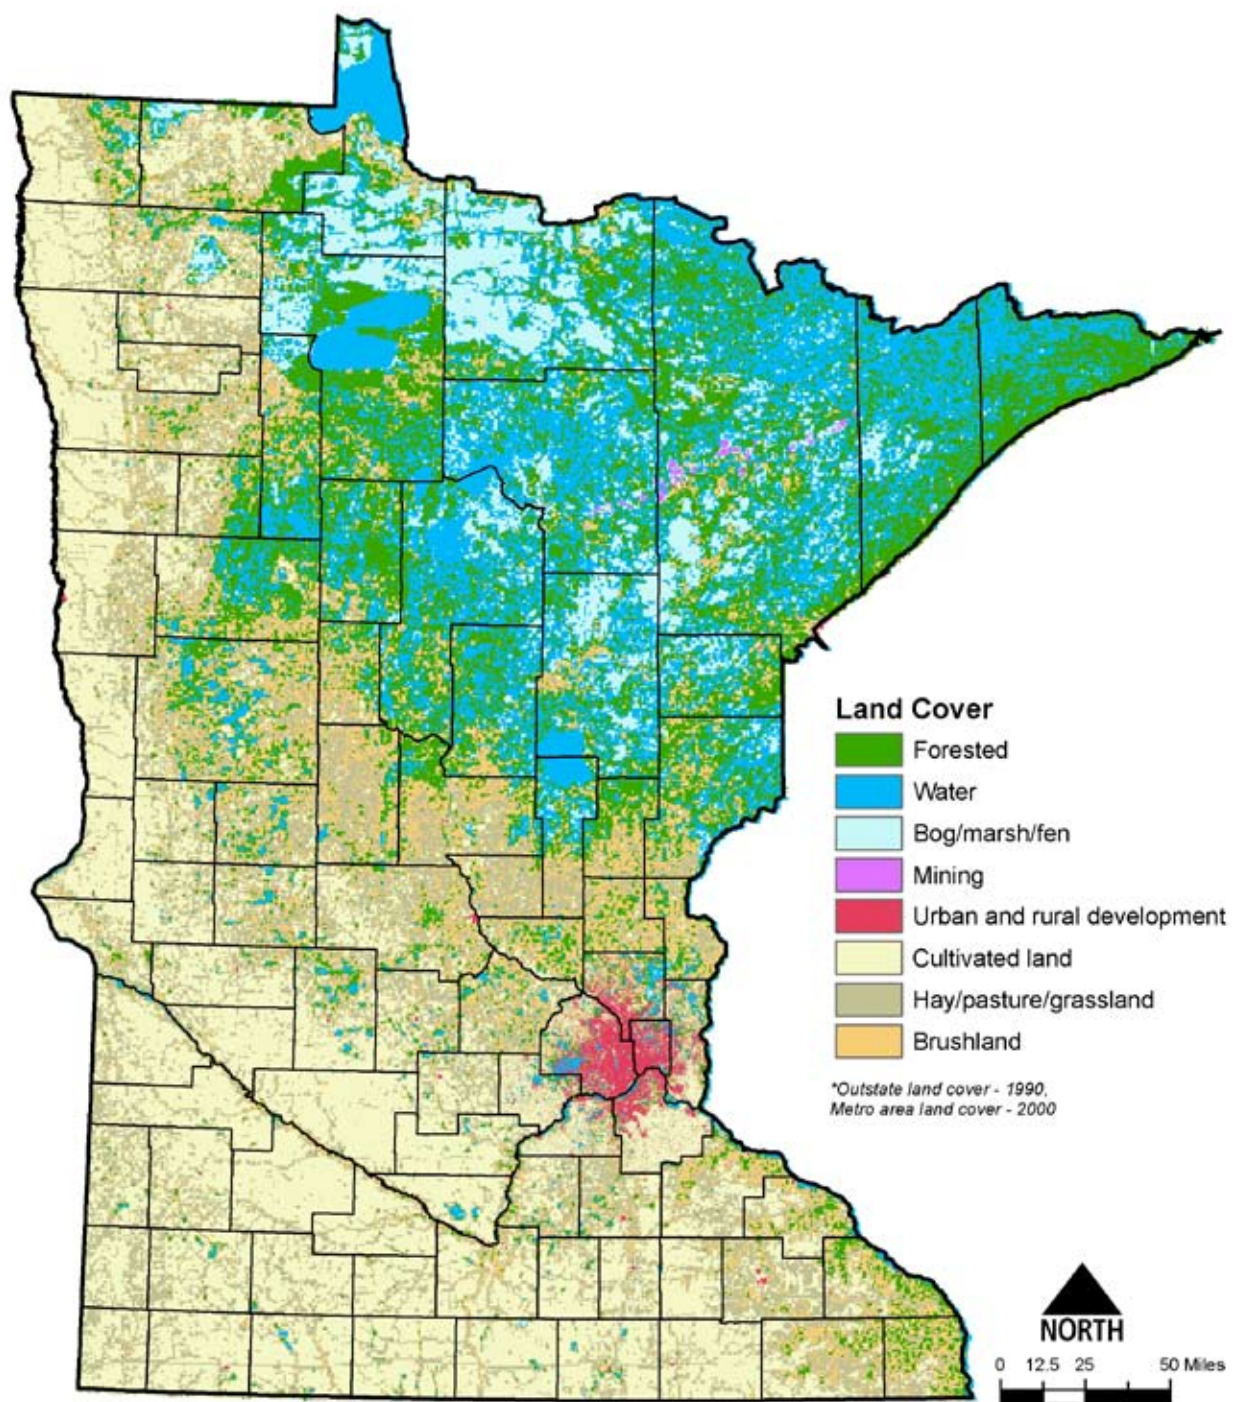 Land Cover
Forested
Water
Bog/marsh/fen
Mining
Urban and rural development
Cultivated land
Hay/pasture/grassland
Brushland
*Outstate land cover - 1990,
Metro area land cover - 2000
NORTH
0 12.5 25 50 Miles